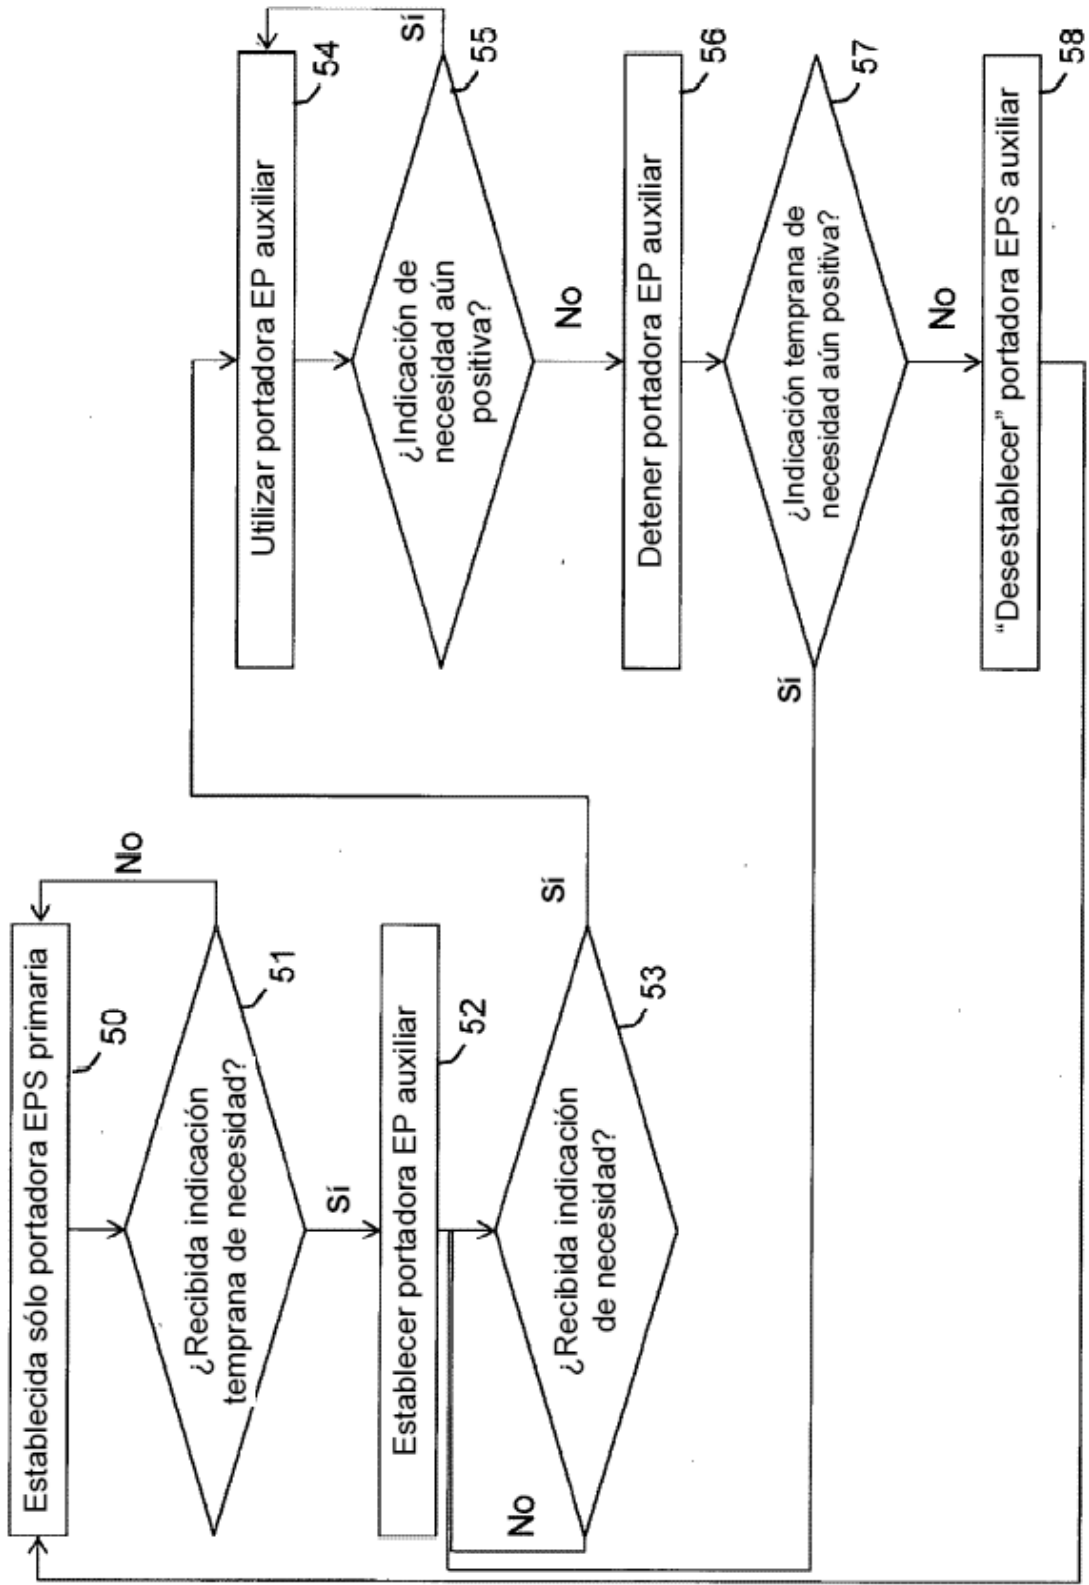 Establecida sólo portadora EPS primaria
50
No
¿Recibida indicación
temprana de necesidad?
51
Sí
Establecer portadora EP auxiliar
52
¿Recibida indicación
de necesidad?
53
No
Sí
Utilizar portadora EP auxiliar
54
Sí
¿Indicación de
necesidad aún
positiva?
55
No
Detener portadora EP auxiliar
56
¿Indicación temprana de
necesidad aún positiva?
57
Sí
No
“Desestablecer” portadora EPS auxiliar
58